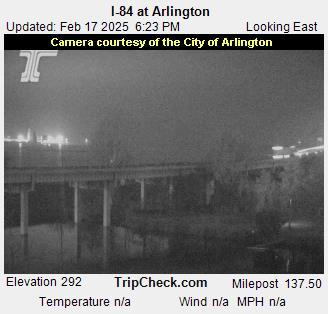 I-84 at Arlington
Updated: Feb 17 2025 6:23 PM Looking East
Camera courtesy of the City of Arlington
Elevation 292 TripCheck.com Milepost 137.50
Temperature n/a Wind n/a MPH n/a